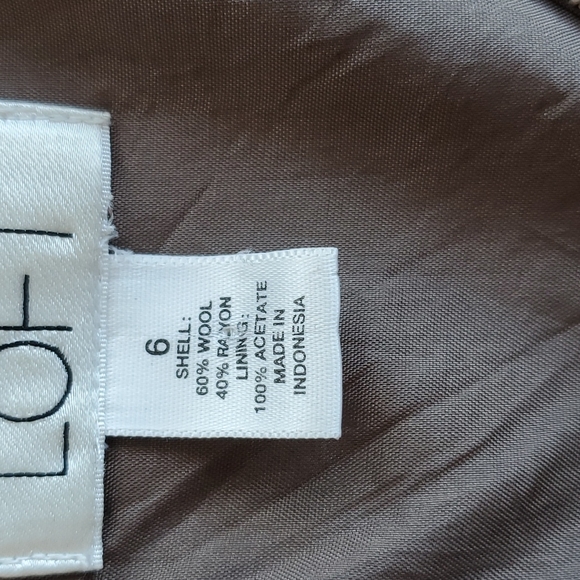 LOFT
6
SHELL:
60% WOOL
40% RAYON
LINING:
100% ACETATE
MADE IN
INDONESIA